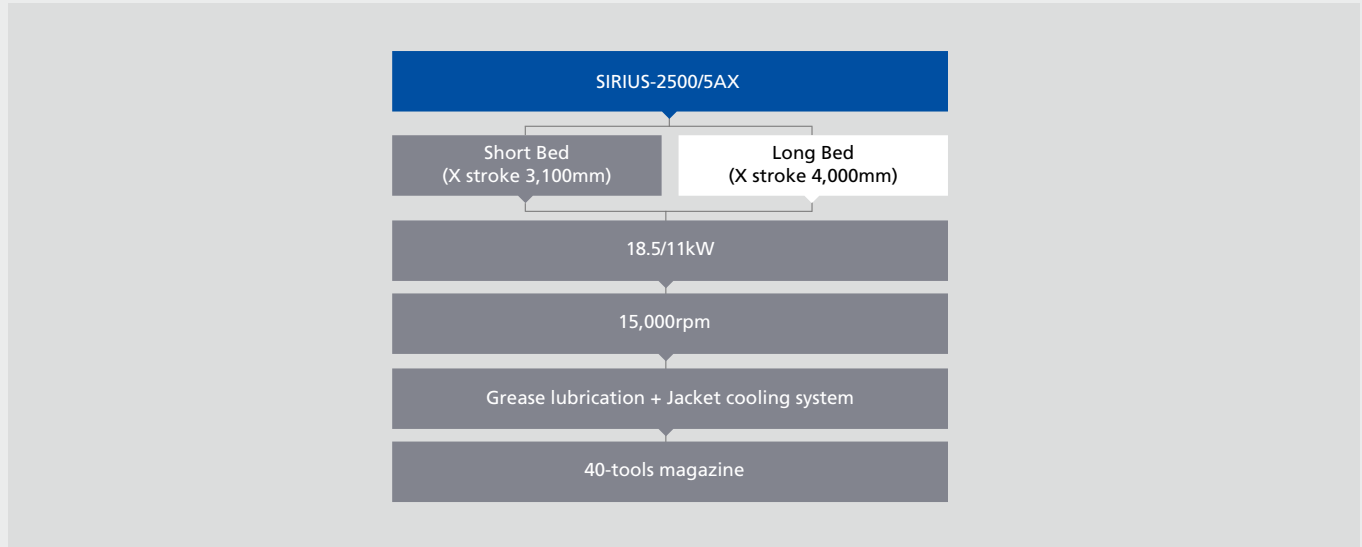 SIRIUS-2500/5AX
Short Bed
(X stroke 3,100mm)
Long Bed
(X stroke 4,000mm)
18.5/11kW
15,000rpm
Grease lubrication + Jacket cooling system
40-tools magazine